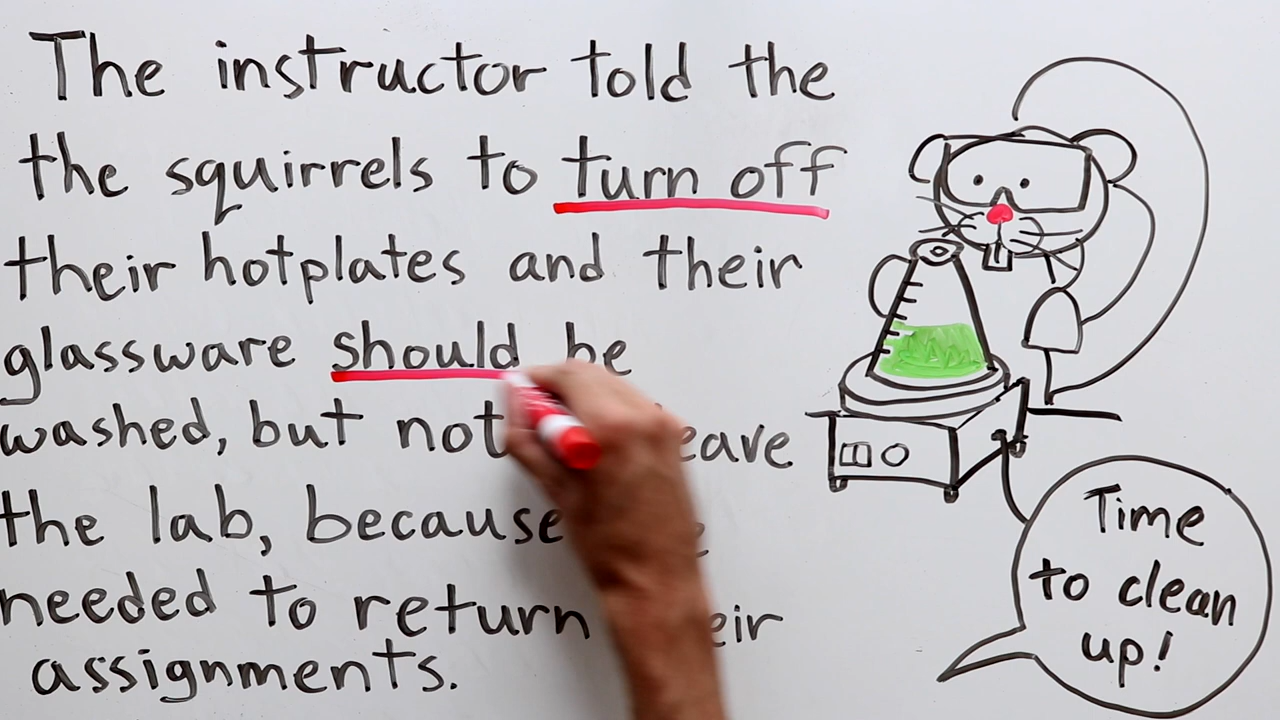 The instructor told the
the squirrels to turn off
their hotplates and their
glassware should be
washed, but not
the lab, because
needed to return
assignments.
Time
to clean
up!